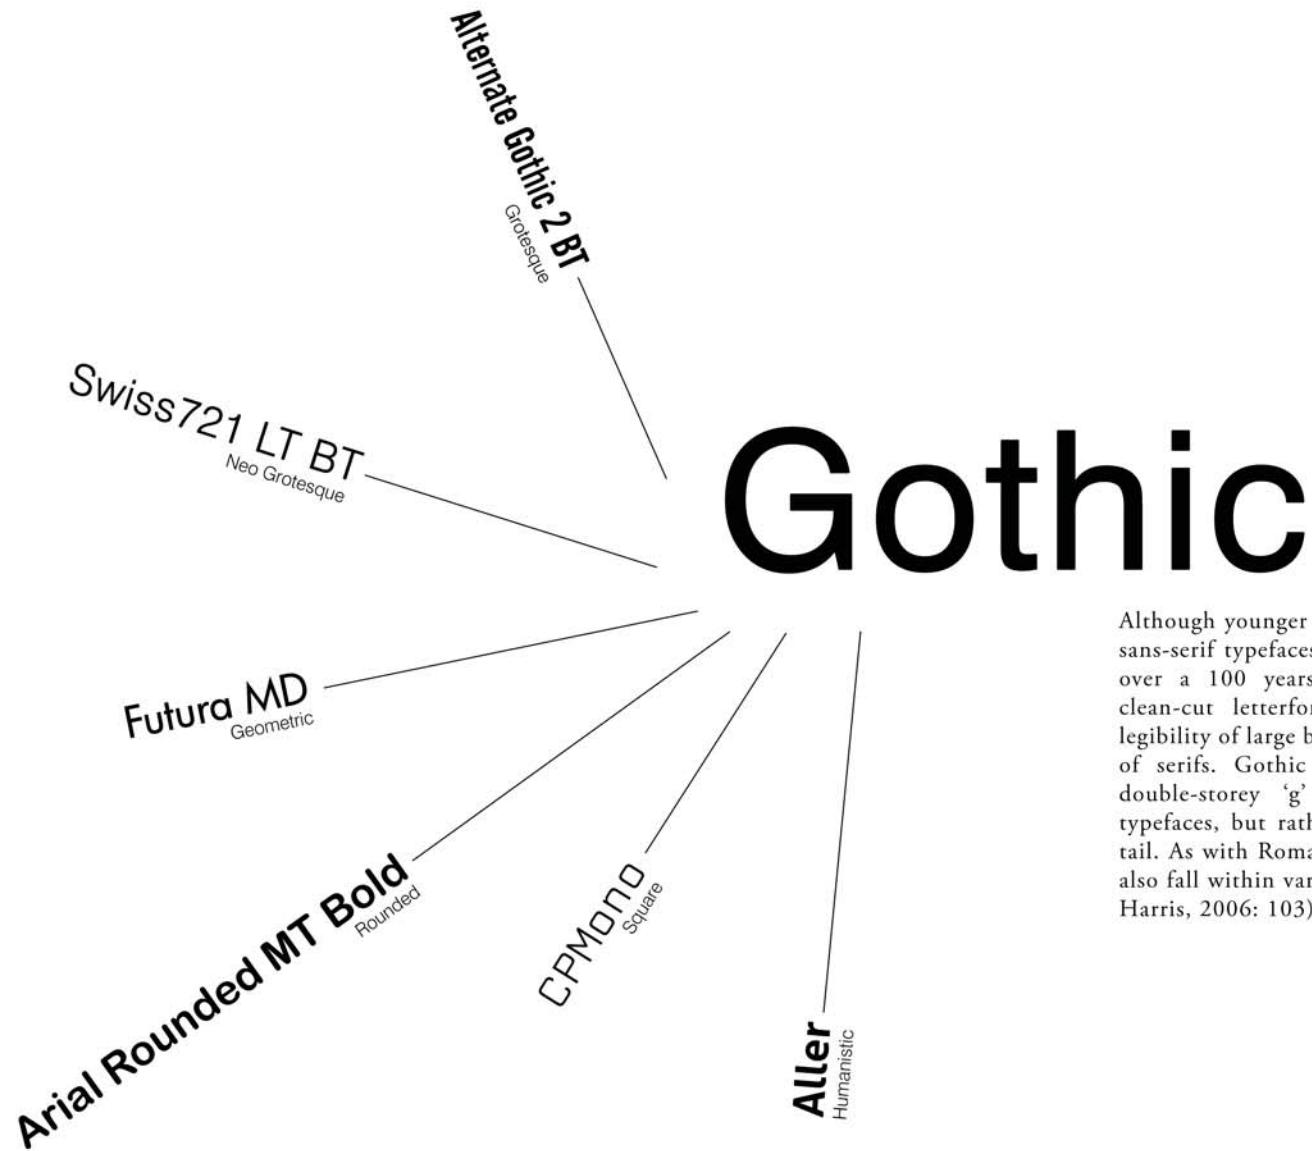 Alternate Gothic 2 BT
Grotesque
Swiss721 LT BT
Neo Grotesque
Gothic
Futura MD
Geometric
Arial Rounded MT Bold
Rounded
CPMono
Square
Aller
Humanistic
Although younger
sans-serif typefaces
over a 100 years
clean-cut letterfor
legibility of large b
of serifs. Gothic
double-storey ‘g’
typefaces, but rath
tail. As with Roma
also fall within var
Harris, 2006: 103)